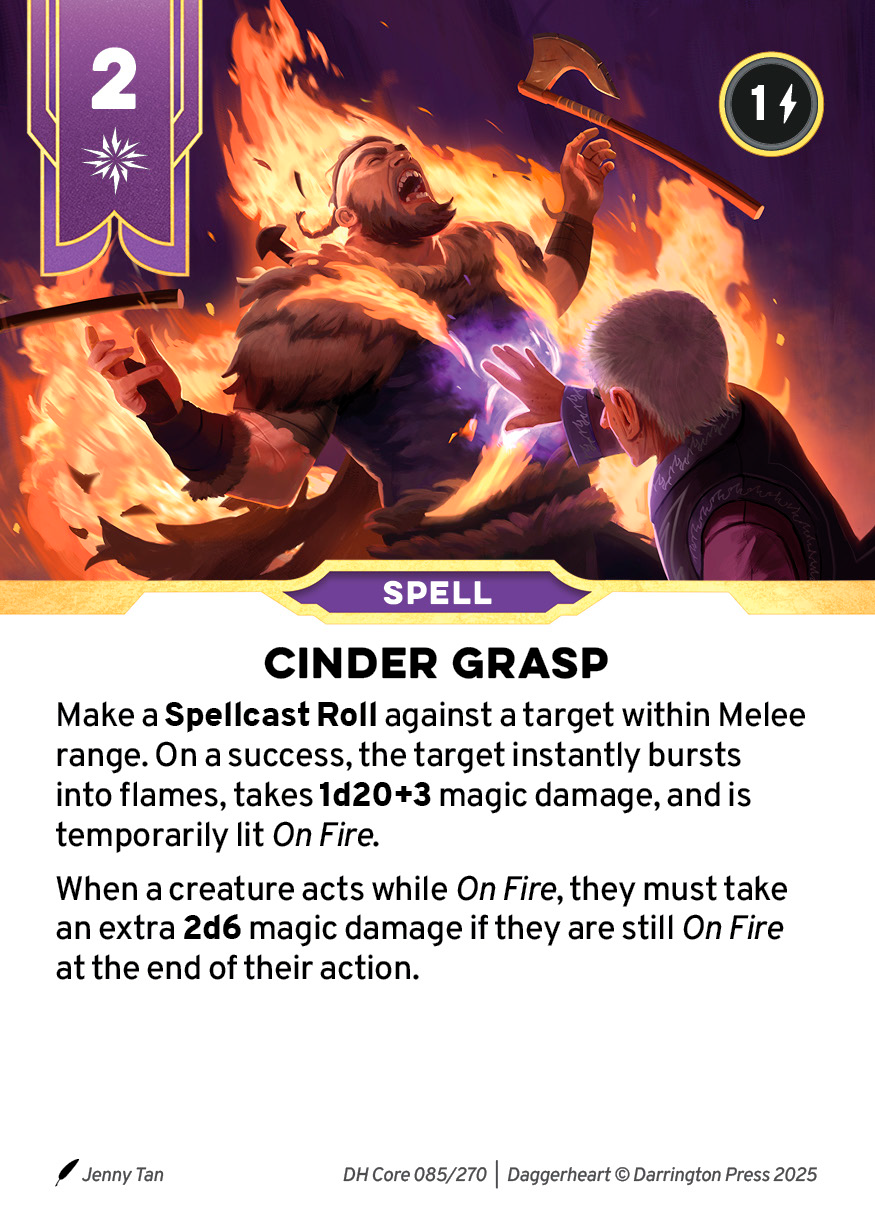 2
1
SPELL
CINDER GRASP
Make a Spellcast Roll against a target within Melee
range. On a success, the target instantly bursts
into flames, takes 1d20+3 magic damage, and is
temporarily lit On Fire.
When a creature acts while On Fire, they must take
an extra 2d6 magic damage if they are still On Fire
at the end of their action.
Jenny Tan
DH Core 085/270 | Daggerheart © Darrington Press 2025